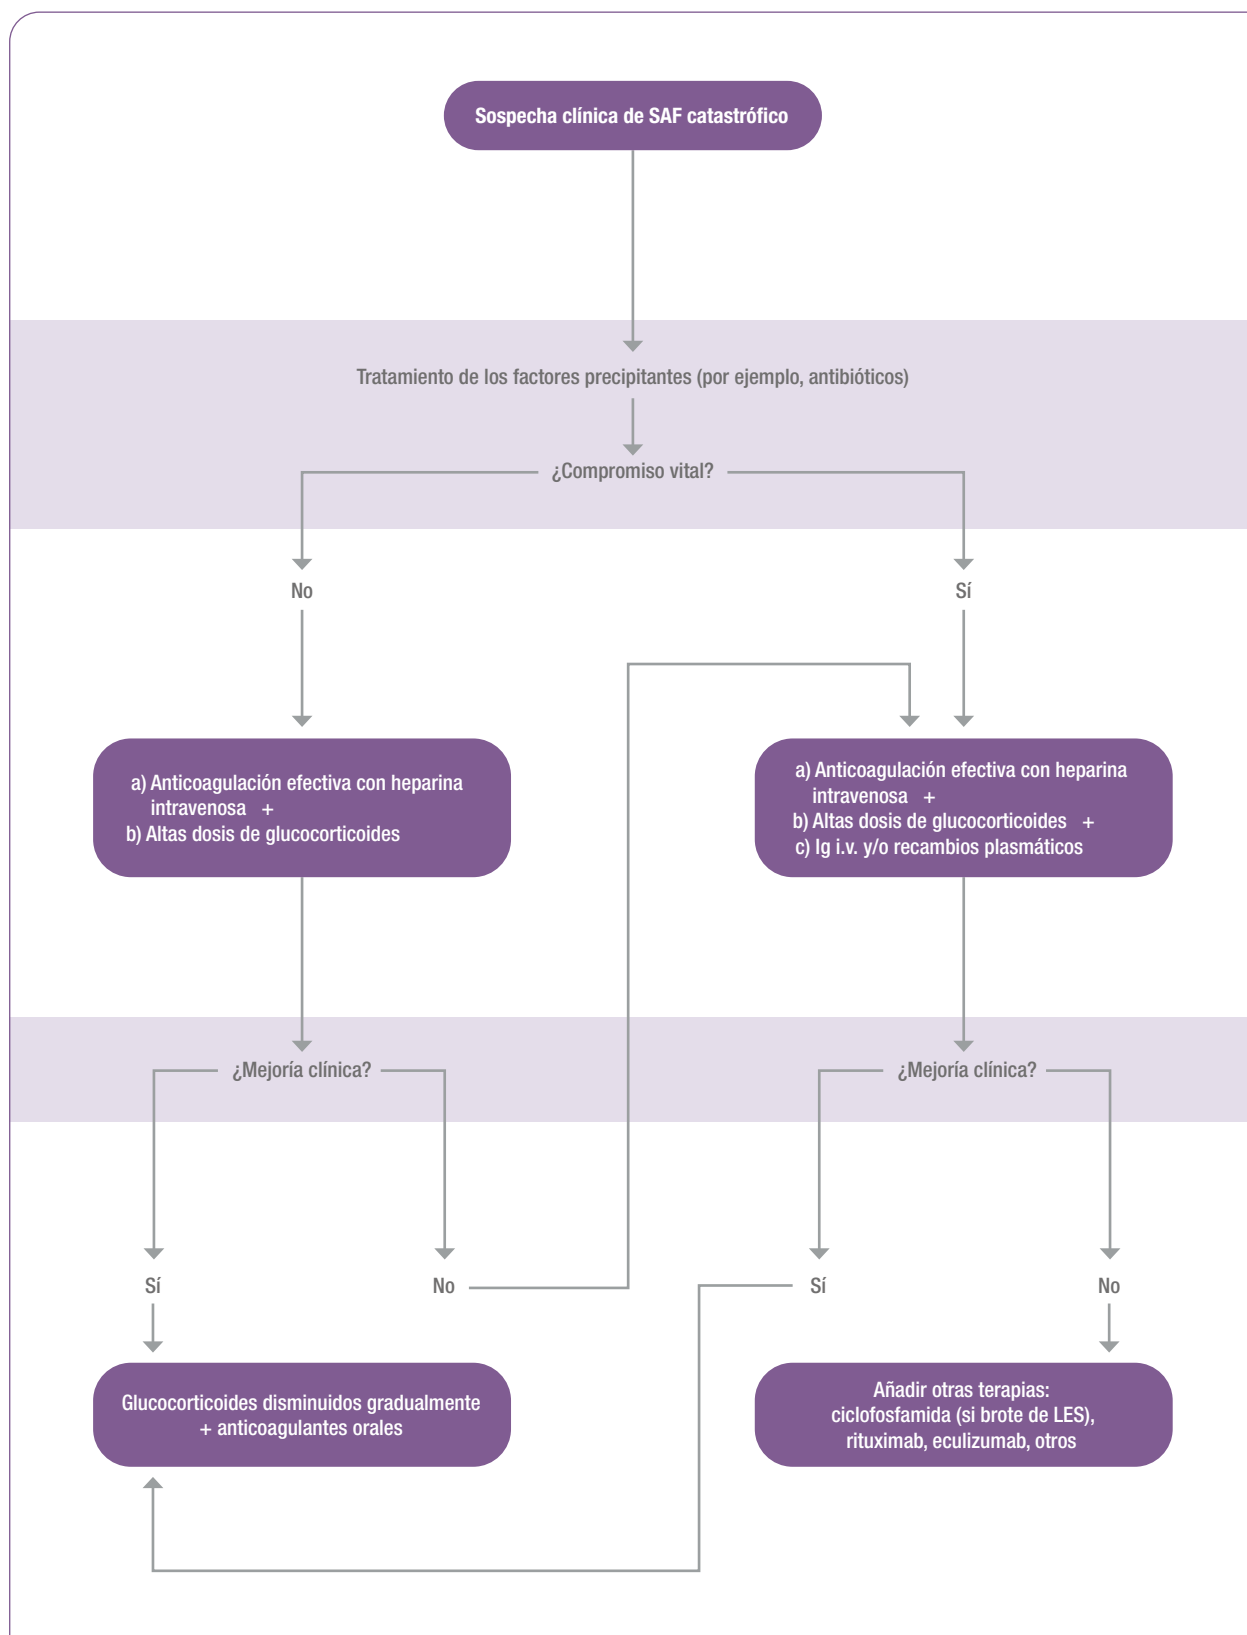 Sospecha clínica de SAF catastrófico
Tratamiento de los factores precipitantes (por ejemplo, antibióticos)
¿Compromiso vital?
No
Sí
a) Anticoagulación efectiva con heparina
intravenosa +
b) Altas dosis de glucocorticoides
a) Anticoagulación efectiva con heparina
intravenosa +
b) Altas dosis de glucocorticoides +
c) Ig i.v. y/o recambios plasmáticos
¿Mejoría clínica?
¿Mejoría clínica?
Sí
No
Sí
No
Glucocorticoides disminuidos gradualmente
+ anticoagulantes orales
Añadir otras terapias:
ciclofosfamida (si brote de LES),
rituximab, eculizumab, otros